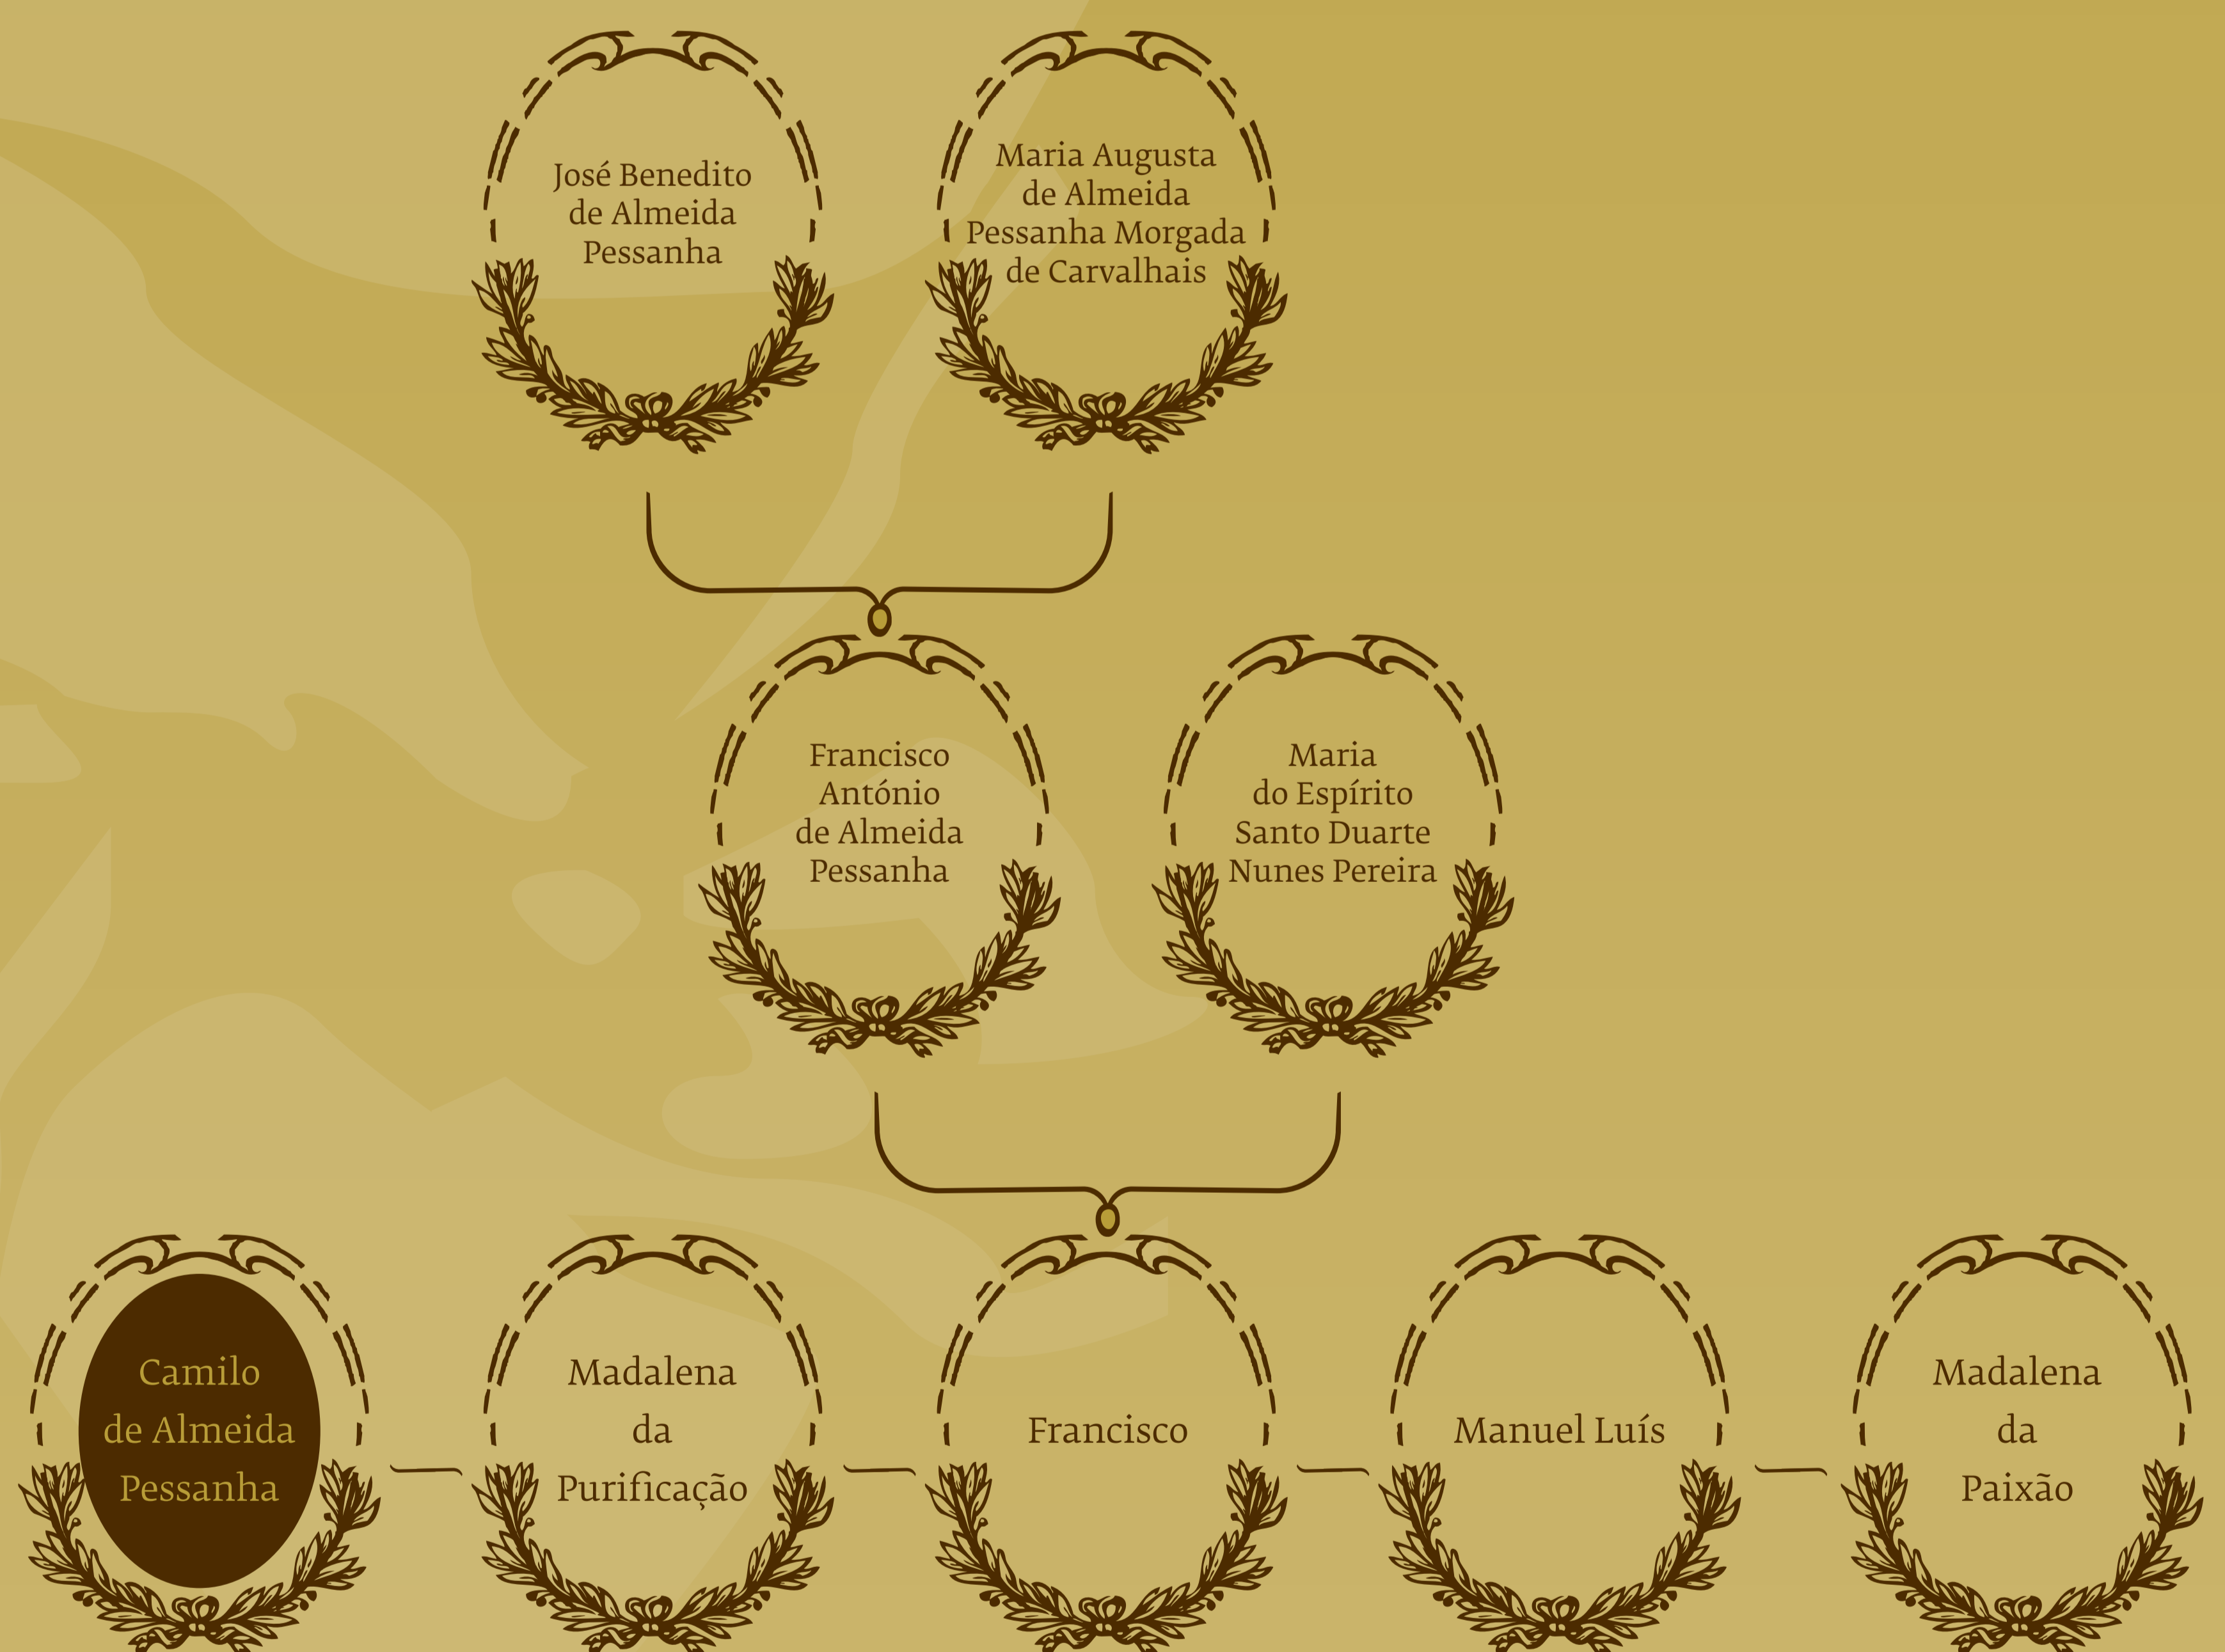 José Benedito
de Almeida
Pessanha
Maria Augusta
de Almeida
Pessanha Morgada
de Carvalhais
Francisco
António
de Almeida
Pessanha
Maria
do Espírito
Santo Duarte
Nunes Pereira
Camilo
de Almeida
Pessanha
Madalena
da
Purificação
Francisco
Manuel Luís
Madalena
da
Paixão